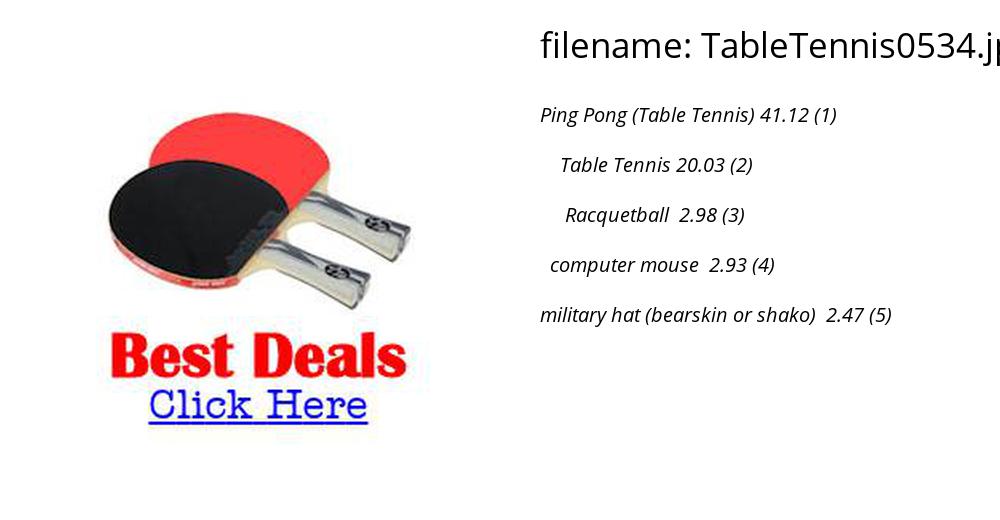 filename: TableTennis0534.j
Ping Pong (Table Tennis) 41.12 (1)
Table Tennis 20.03 (2)
Racquetball 2.98 (3)
computer mouse 2.93 (4)
military hat (bearskin or shako) 2.47 (5)
Best Deals
Click Here